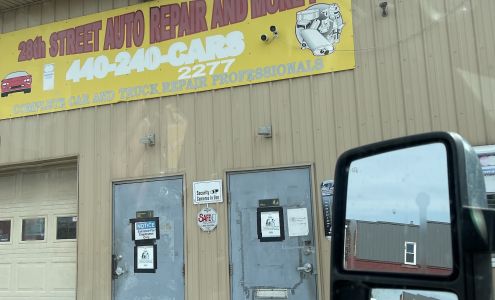 28th STREET AUTO REPAIR AND MORE
440-240-CARS
2277
COMPLETE CAR AND TRUCK REPAIR PROFESSIONALS
Security
Cameras in Use
NOTICE
SAFE